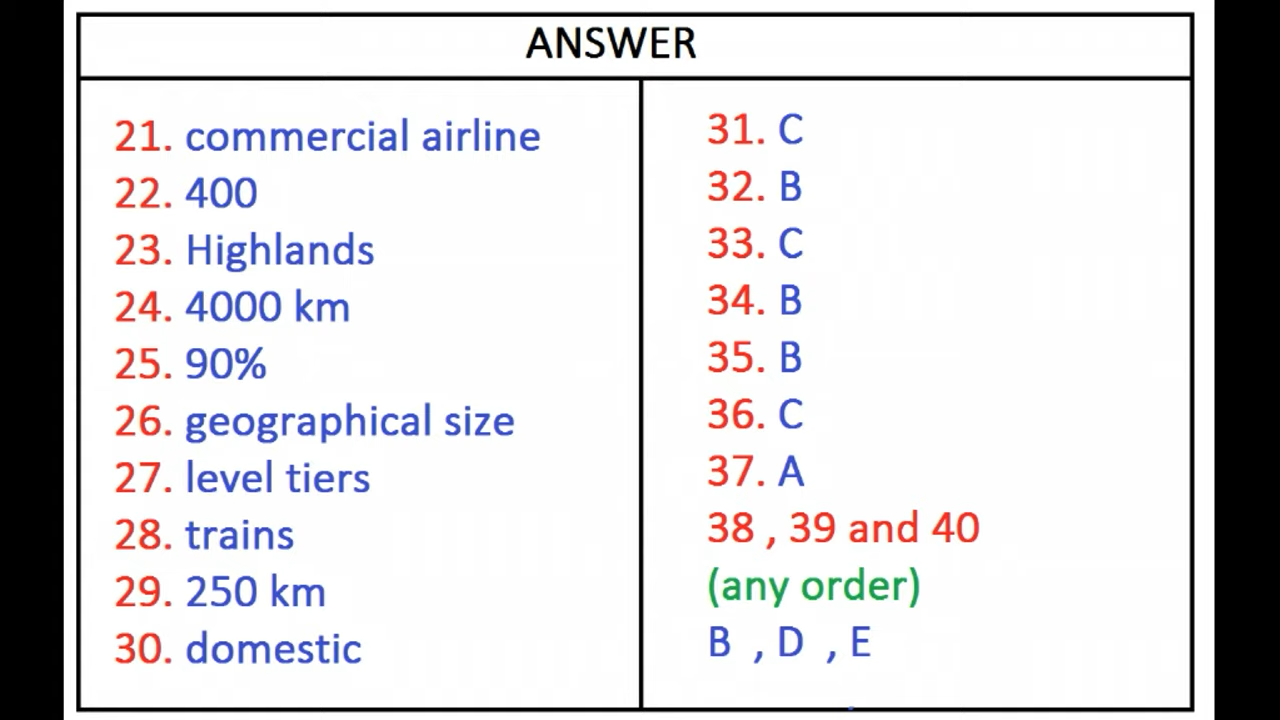 ANSWER
21. commercial airline
22. 400
23. Highlands
24. 4000 km
25. 90%
26. geographical size
27. level tiers
28. trains
29. 250 km
30. domestic
31. C
32. B
33. C
34. B
35. B
36. C
37. A
38 , 39 and 40
(any order)
B , D , E